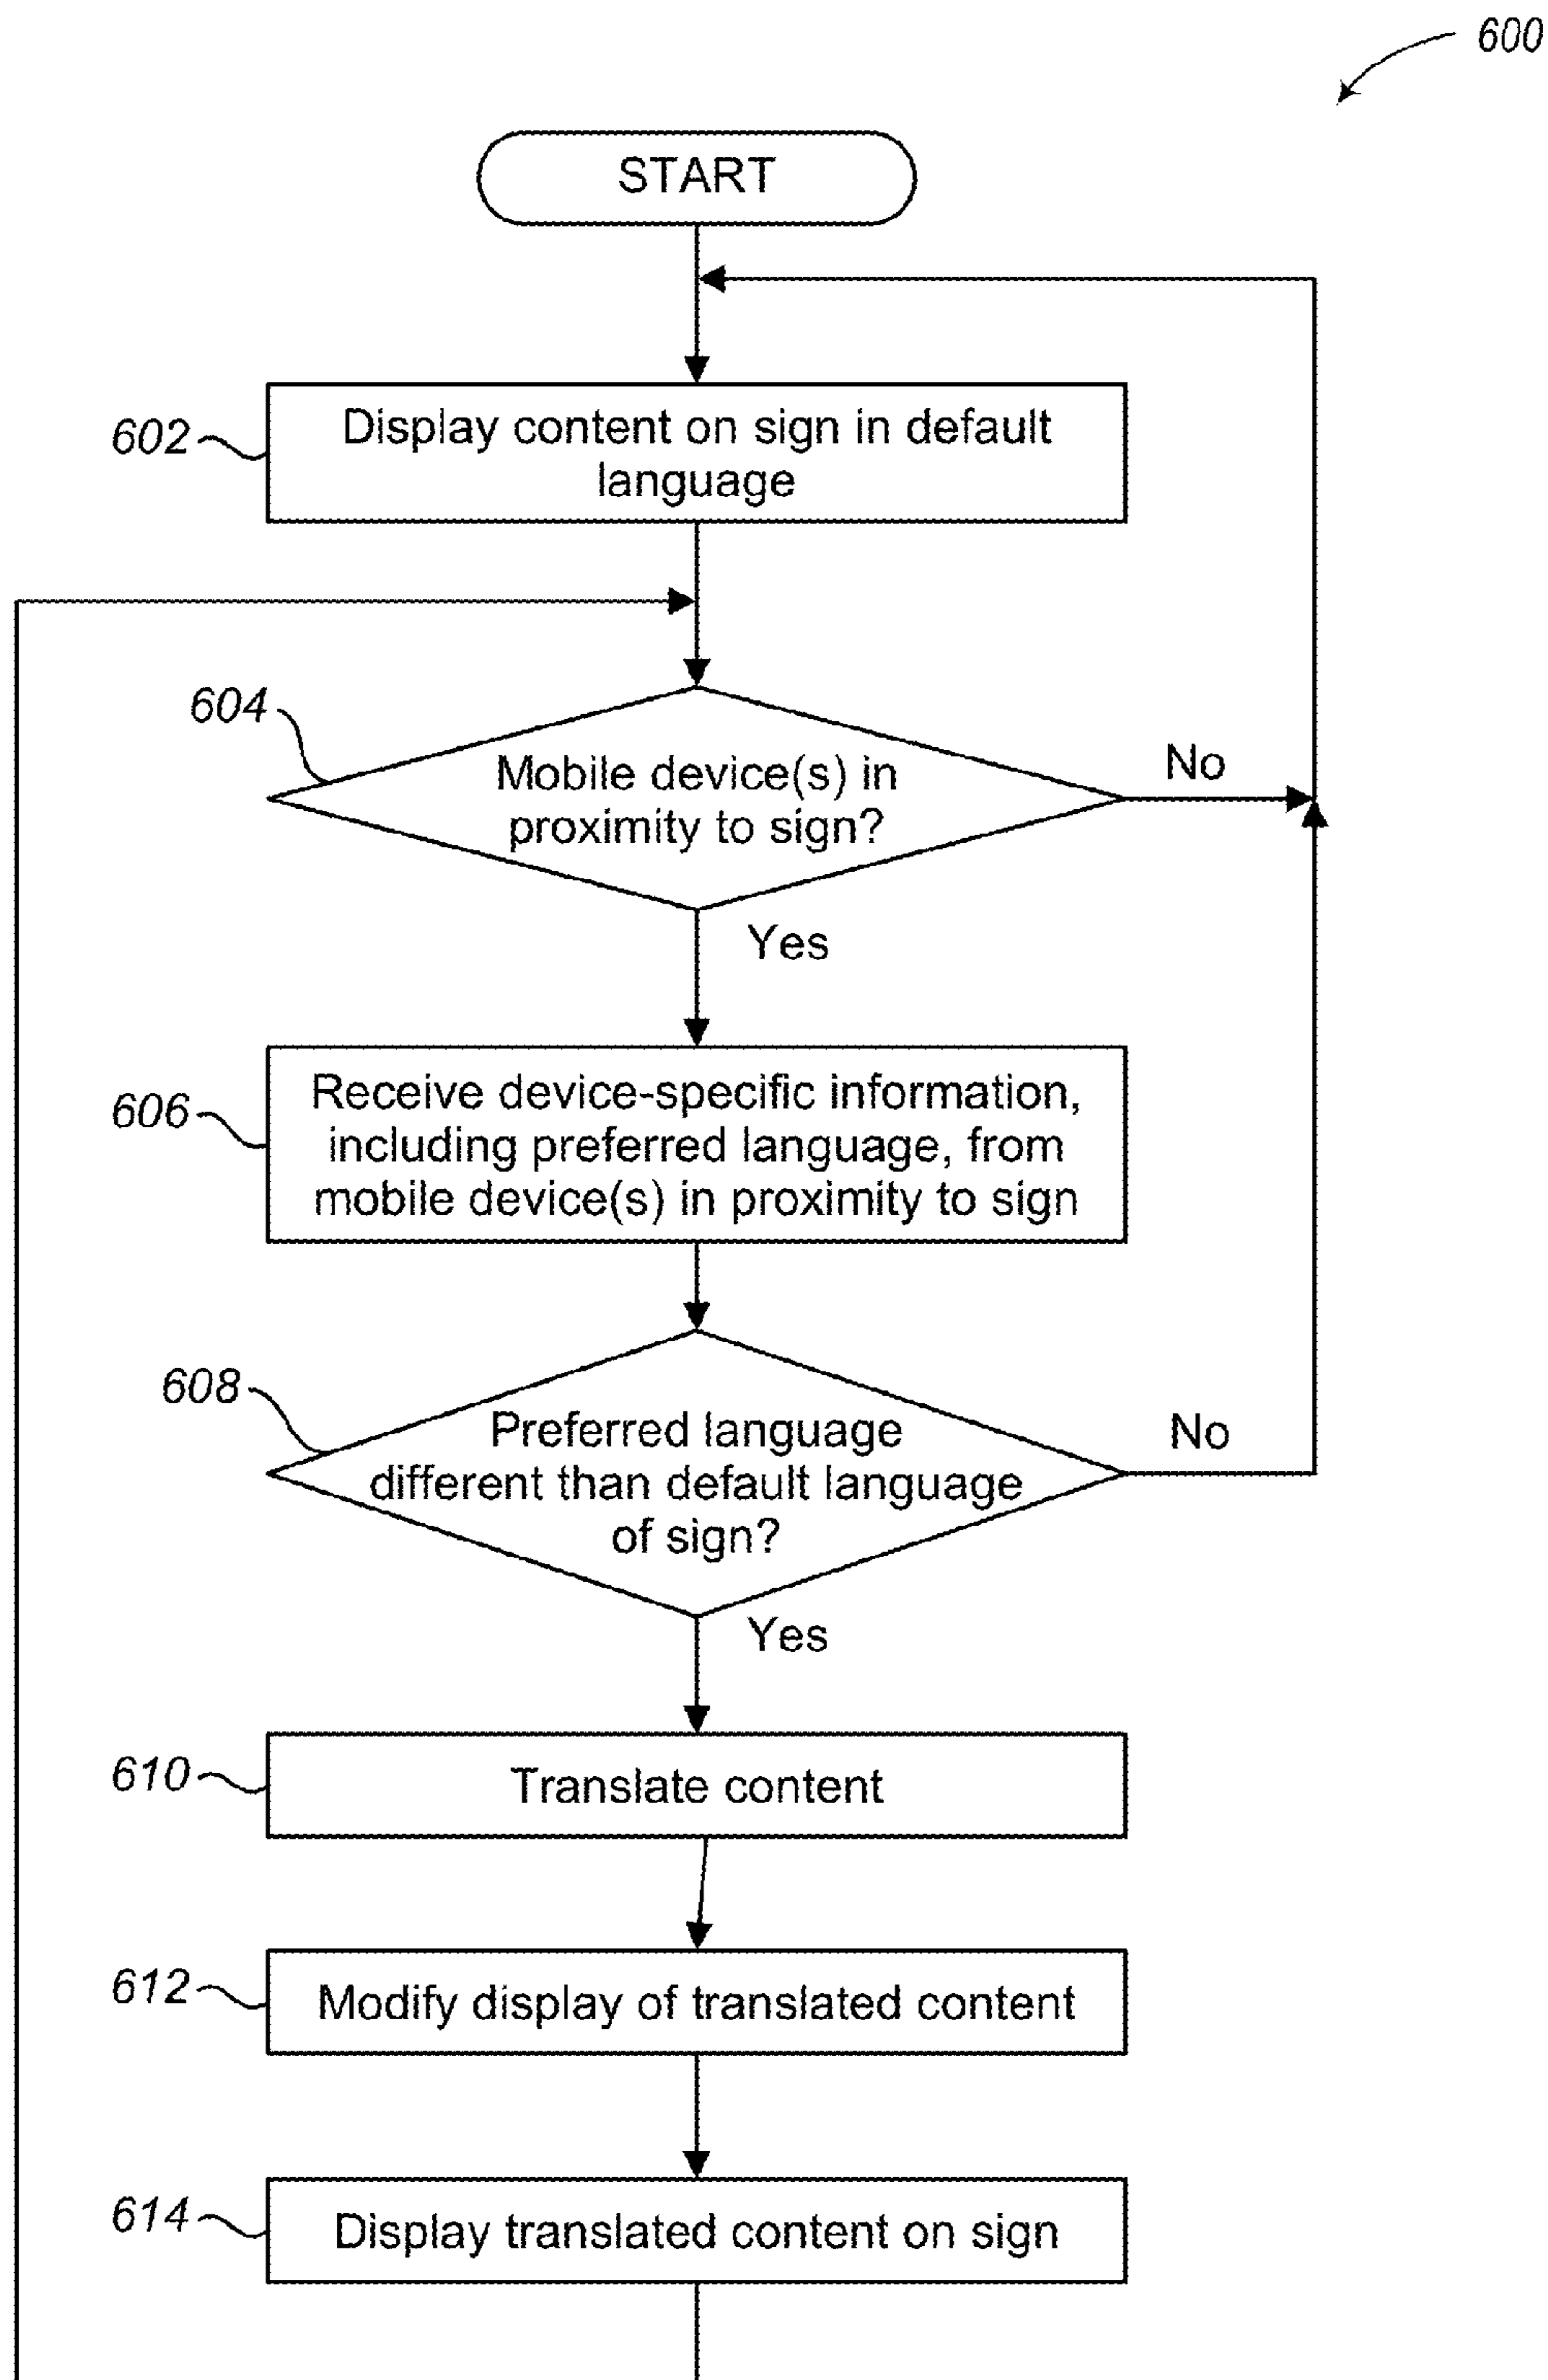 600
START
602
Display content on sign in default
language
604
Mobile device(s) in
proximity to sign?
No
Yes
606
Receive device-specific information,
including preferred language, from
mobile device(s) in proximity to sign
608
Preferred language
different than default language
of sign?
No
Yes
610
Translate content
612
Modify display of translated content
614
Display translated content on sign